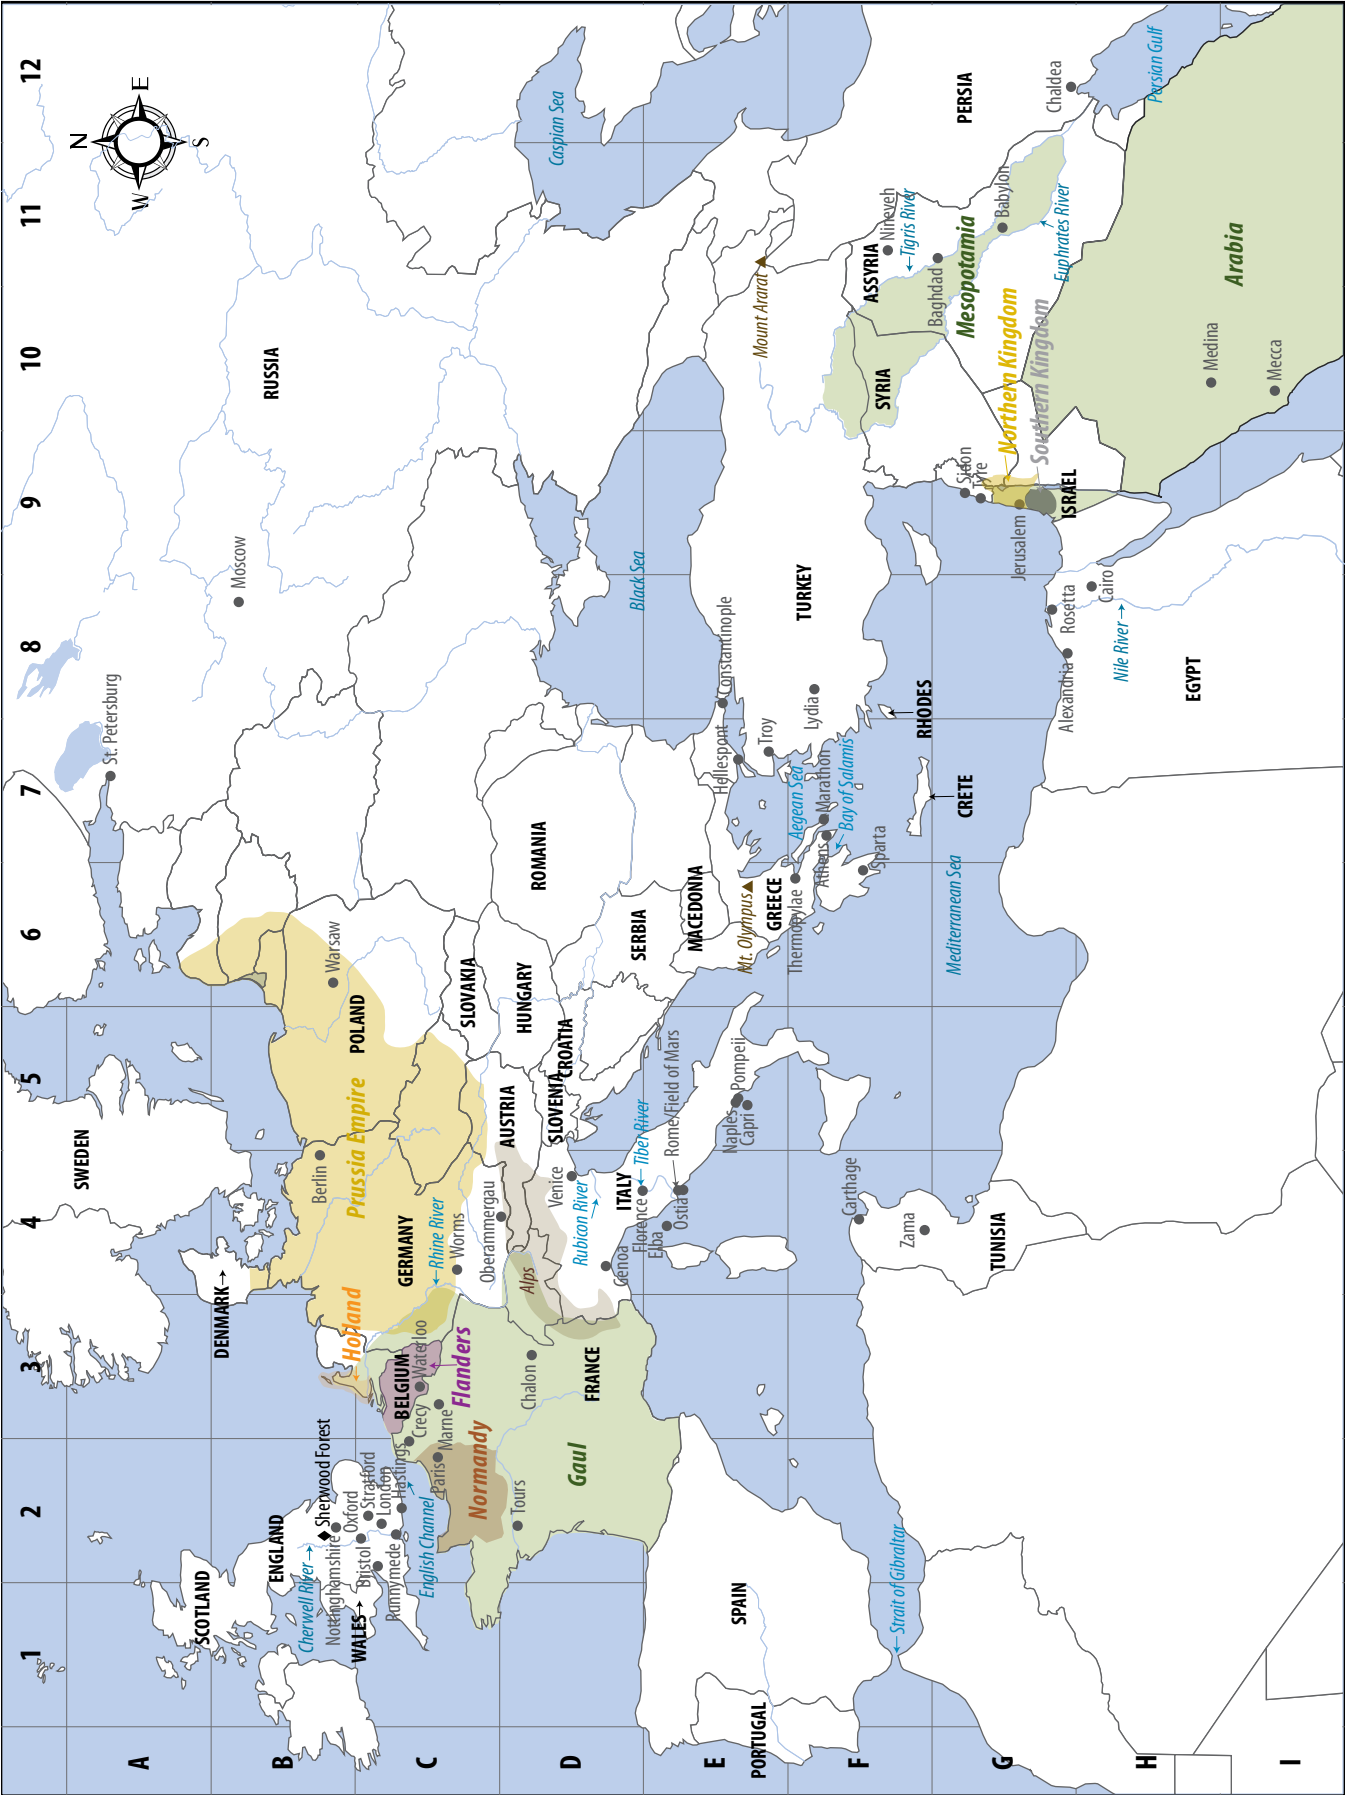 1 2 3 4 5 6 7 8 9 10 11 12
A
B
C
D
E
F
G
H
I
N
E
S
W
SWEDEN
St. Petersburg
SCOTLAND
DENMARK
Moscow
RUSSIA
ENGLAND
Cherwell River
Sherwood Forest
Nottinghamshire
Oxford
WALES
Bristol
Stratford
London
Runnymede
Hastings
English Channel
Holland
Berlin
Prussia Empire
POLAND
Warsaw
BELGIUM
Waterloo
Flanders
Crecy
Marne
Paris
Normandy
GERMANY
Rhine River
Worms
Oberammergau
SLOVAKIA
Tours
Chalon
Alps
AUSTRIA
HUNGARY
ROMANIA
Gaul
FRANCE
Venice
SLOVENIA
CROATIA
Rubicon River
Caspian Sea
Genoa
ITALY
Florence
Tiber River
Elba
Ostia
Rome/Field of Mars
SERBIA
Black Sea
MACEDONIA
Hellespont
Constantinople
SPAIN
PORTUGAL
Naples
Pompeii
Capri
Mt. Olympus
GREECE
Troy
Thermopylae
Aegean Sea
Lydia
TURKEY
Mount Ararat
Athens
Marathon
Bay of Salamis
Sparta
Carthage
Zama
Strait of Gibraltar
RHODES
CRETE
SYRIA
ASSYRIA
Nineveh
Tigris River
Baghdad
Mesopotamia
PERSIA
Mediterranean Sea
Sidon
Tyre
TUNISIA
Northern Kingdom
Babylon
Jerusalem
Southern Kingdom
Euphrates River
Chaldea
ISRAEL
Alexandria
Rosetta
Cairo
Nile River
EGYPT
Persian Gulf
Arabia
Medina
Mecca